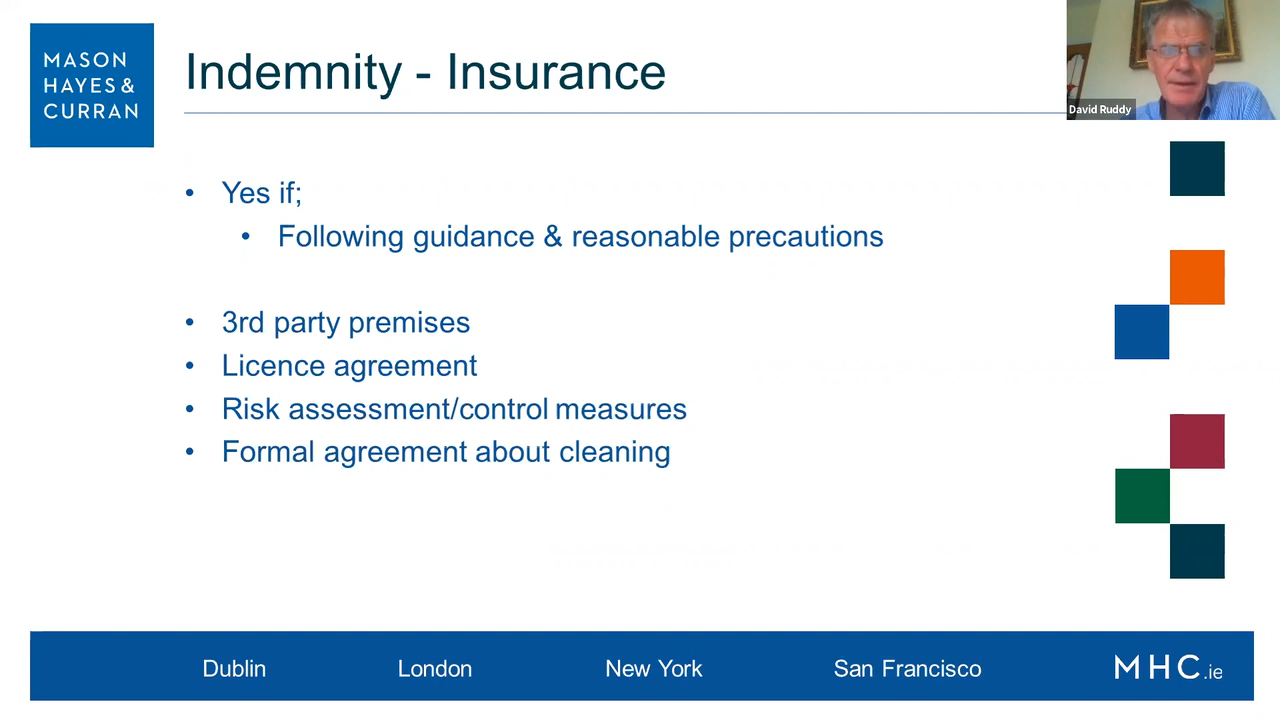 MASON
HAYES &
CURRAN
Indemnity - Insurance
David Ruddy
• Yes if;
• Following guidance & reasonable precautions
• 3rd party premises
• Licence agreement
• Risk assessment/control measures
• Formal agreement about cleaning
Dublin London New York San Francisco MHC.ie